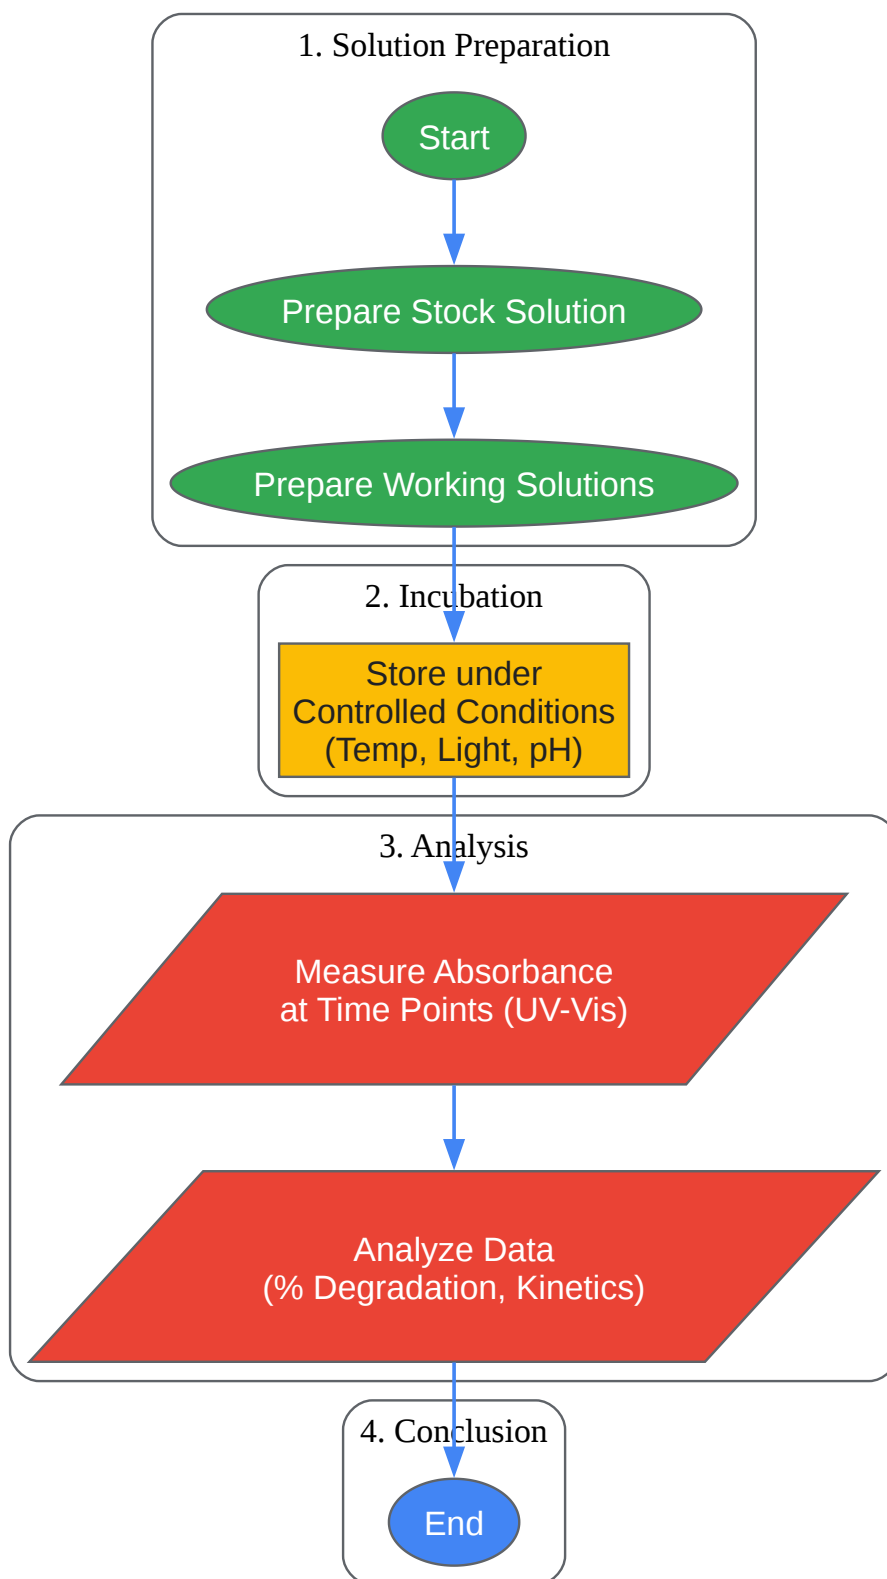 1. Solution Preparation
Start
Prepare Stock Solution
Prepare Working Solutions
2. Incubation
Store under
Controlled Conditions
(Temp, Light, pH)
3. Analysis
Measure Absorbance
at Time Points (UV-Vis)
Analyze Data
(% Degradation, Kinetics)
4. Conclusion
End